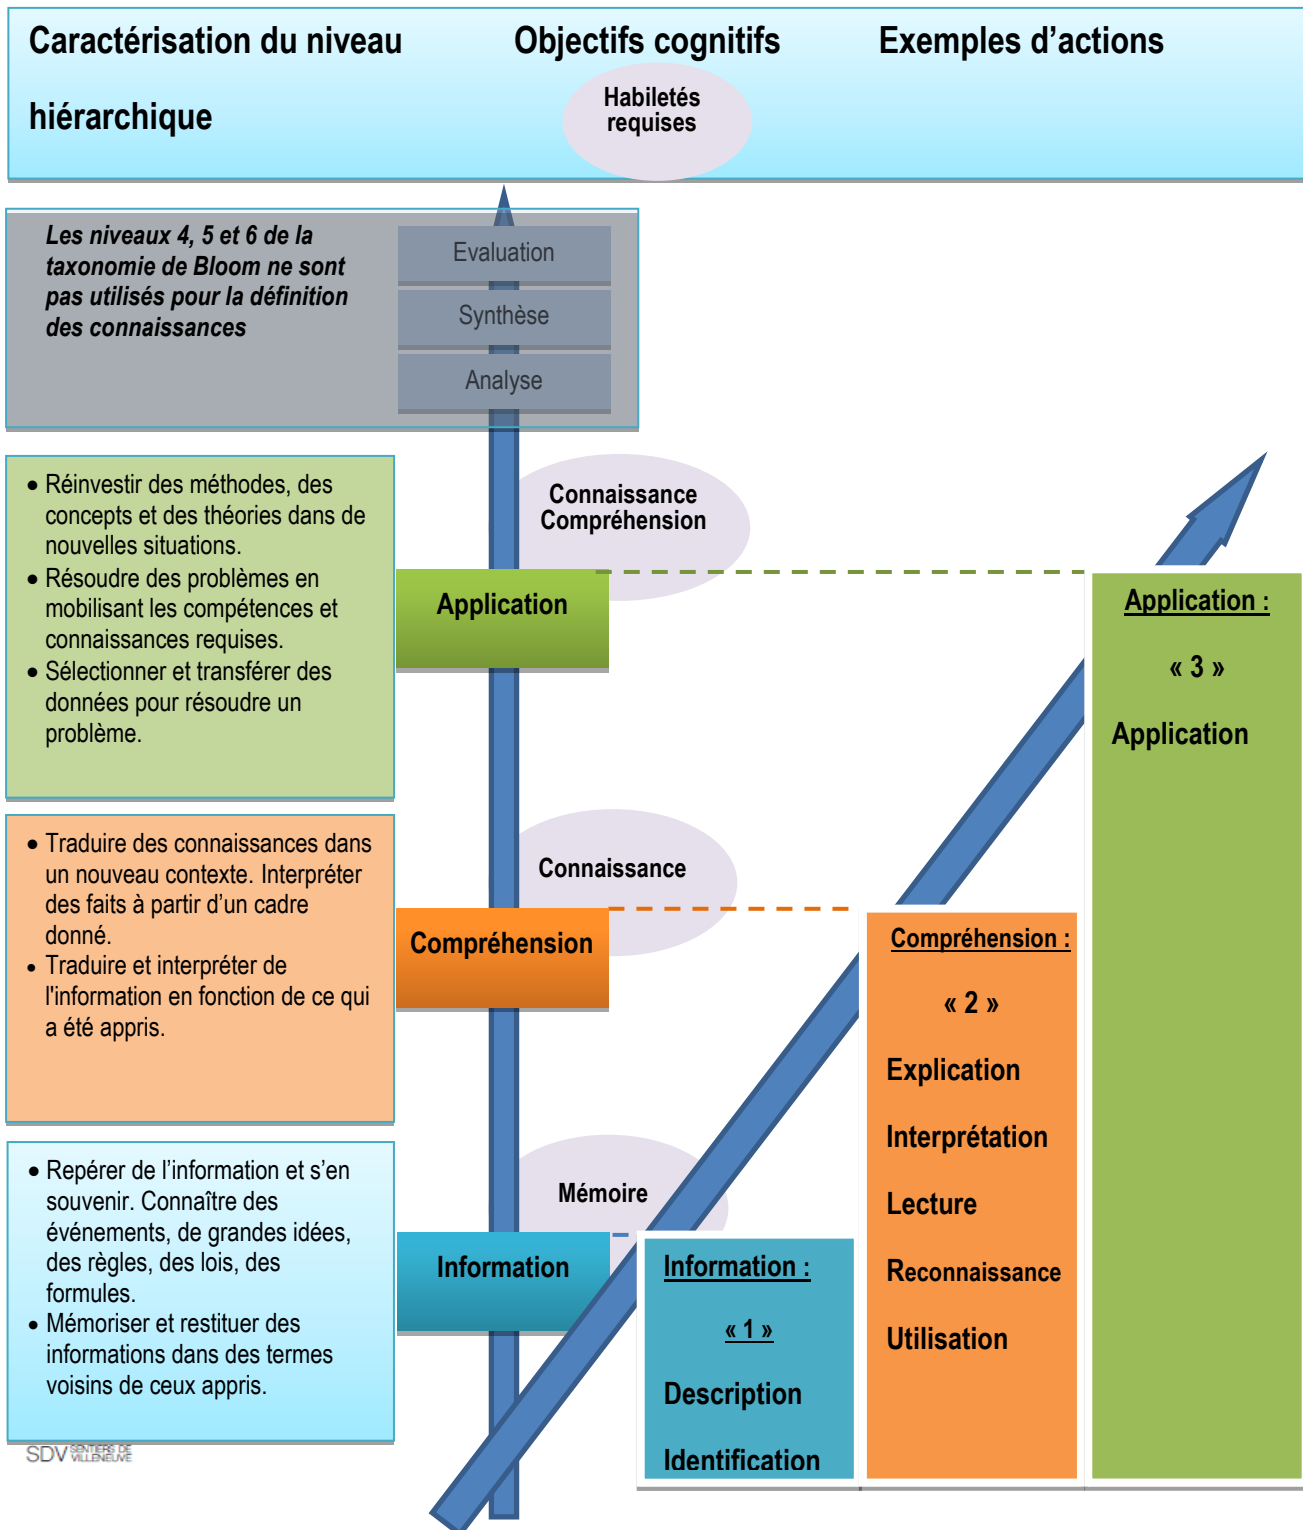 Caractérisation du niveau
hiérarchique
Objectifs cognitifs
Exemples d’actions
Habiletés
requises
Les niveaux 4, 5 et 6 de la
taxonomie de Bloom ne sont
pas utilisés pour la définition
des connaissances
Evaluation
Synthèse
Analyse
• Réinvestir des méthodes, des
concepts et des théories dans de
nouvelles situations.
• Résoudre des problèmes en
mobilisant les compétences et
connaissances requises.
• Sélectionner et transférer des
données pour résoudre un
problème.
Connaissance
Compréhension
Application
Application :
« 3 »
Application
• Traduire des connaissances dans
un nouveau contexte. Interpréter
des faits à partir d’un cadre
donné.
• Traduire et interpréter de
l'information en fonction de ce qui
a été appris.
Connaissance
Compréhension
Compréhension :
« 2 »
Explication
Interprétation
Lecture
Reconnaissance
Utilisation
• Repérer de l’information et s’en
souvenir. Connaître des
événements, de grandes idées,
des règles, des lois, des
formules.
• Mémoriser et restituer des
informations dans des termes
voisins de ceux appris.
Mémoire
Information
Information :
« 1 »
Description
Identification
SDV SENTIERS DE
VILLENEUVE